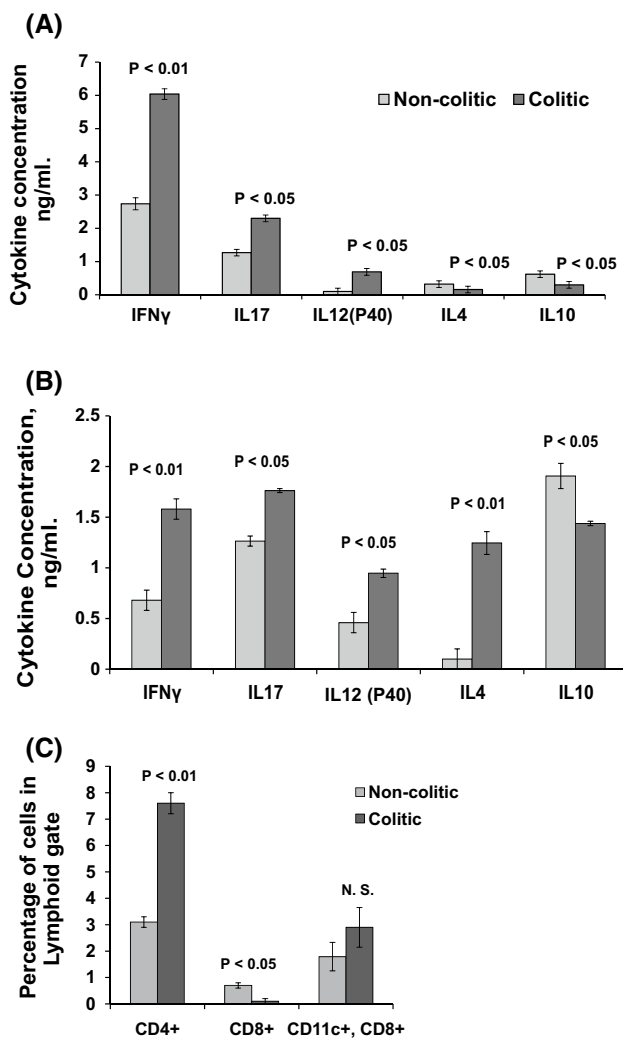 (A)
Cytokine concentration
ng/ml.
7
6
5
4
3
2
1
0
P < 0.01
P < 0.05
P < 0.05
P < 0.05
P < 0.05
Non-colitic
Colitic
IFNγ
IL17
IL12(P40)
IL4
IL10
(B)
Cytokine Concentration,
ng/ml.
2.5
2
1.5
1
0.5
0
P < 0.01
P < 0.05
P < 0.05
P < 0.01
P < 0.05
IFNγ
IL17
IL12 (P40)
IL4
IL10
(C)
Percentage of cells in
Lymphoid gate
9
8
7
6
5
4
3
2
1
0
P < 0.01
P < 0.05
N. S.
Non-colitic
Colitic
CD4+
CD8+
CD11c+, CD8+